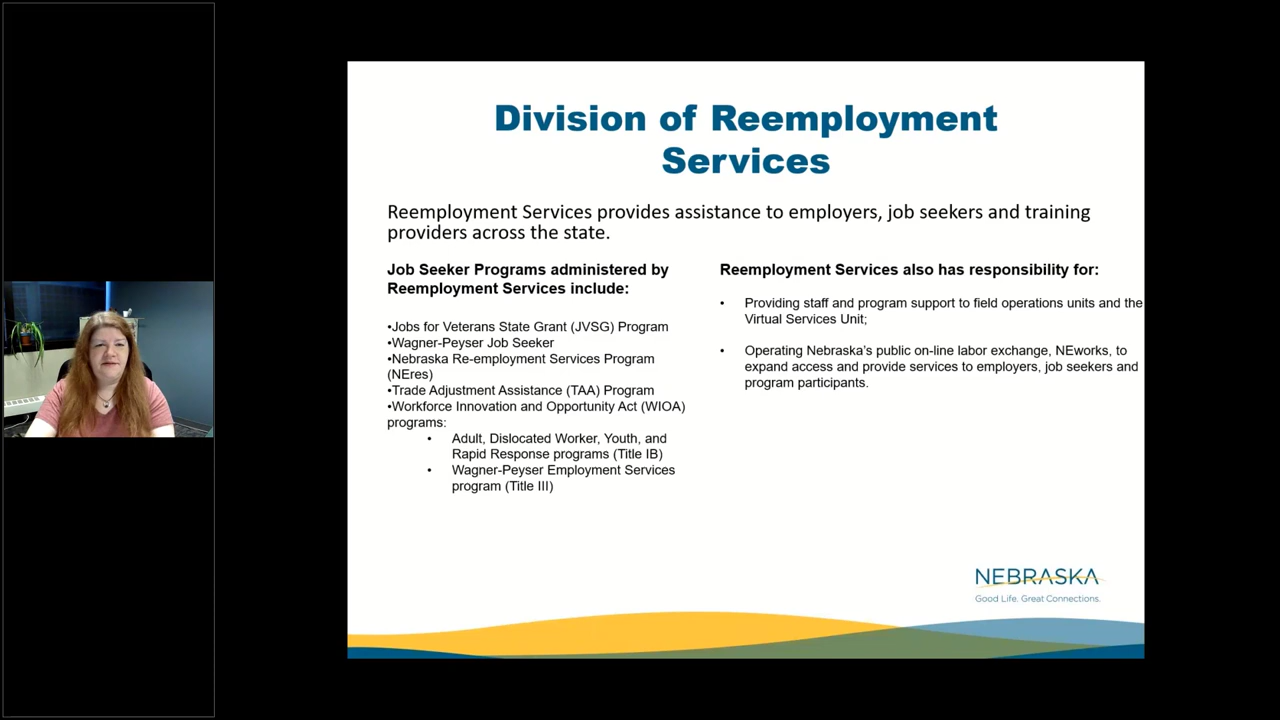 Division of Reemployment
Services
Reemployment Services provides assistance to employers, job seekers and training
providers across the state.
Job Seeker Programs administered by
Reemployment Services include:
•Jobs for Veterans State Grant (JVSG) Program
•Wagner-Peyser Job Seeker
•Nebraska Re-employment Services Program
(NEres)
•Trade Adjustment Assistance (TAA) Program
•Workforce Innovation and Opportunity Act (WIOA)
programs:
• Adult, Dislocated Worker, Youth, and
Rapid Response programs (Title IB)
• Wagner-Peyser Employment Services
program (Title III)
Reemployment Services also has responsibility for:
• Providing staff and program support to field operations units and the
Virtual Services Unit;
• Operating Nebraska's public on-line labor exchange, NEworks, to
expand access and provide services to employers, job seekers and
program participants.
NEBRASKA
Good Life. Great Connections.